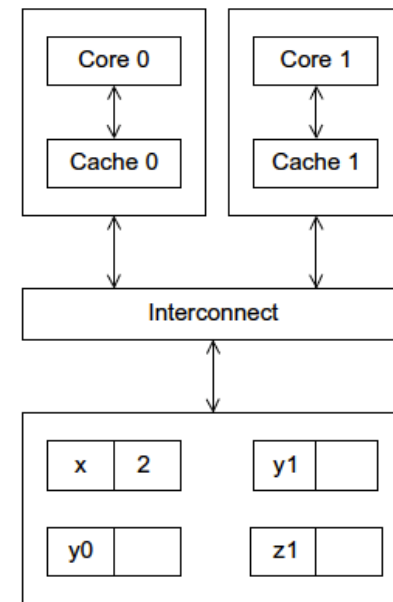 Core 0
Core 1
Cache 0
Cache 1
Interconnect
x 2
y1
y0
z1